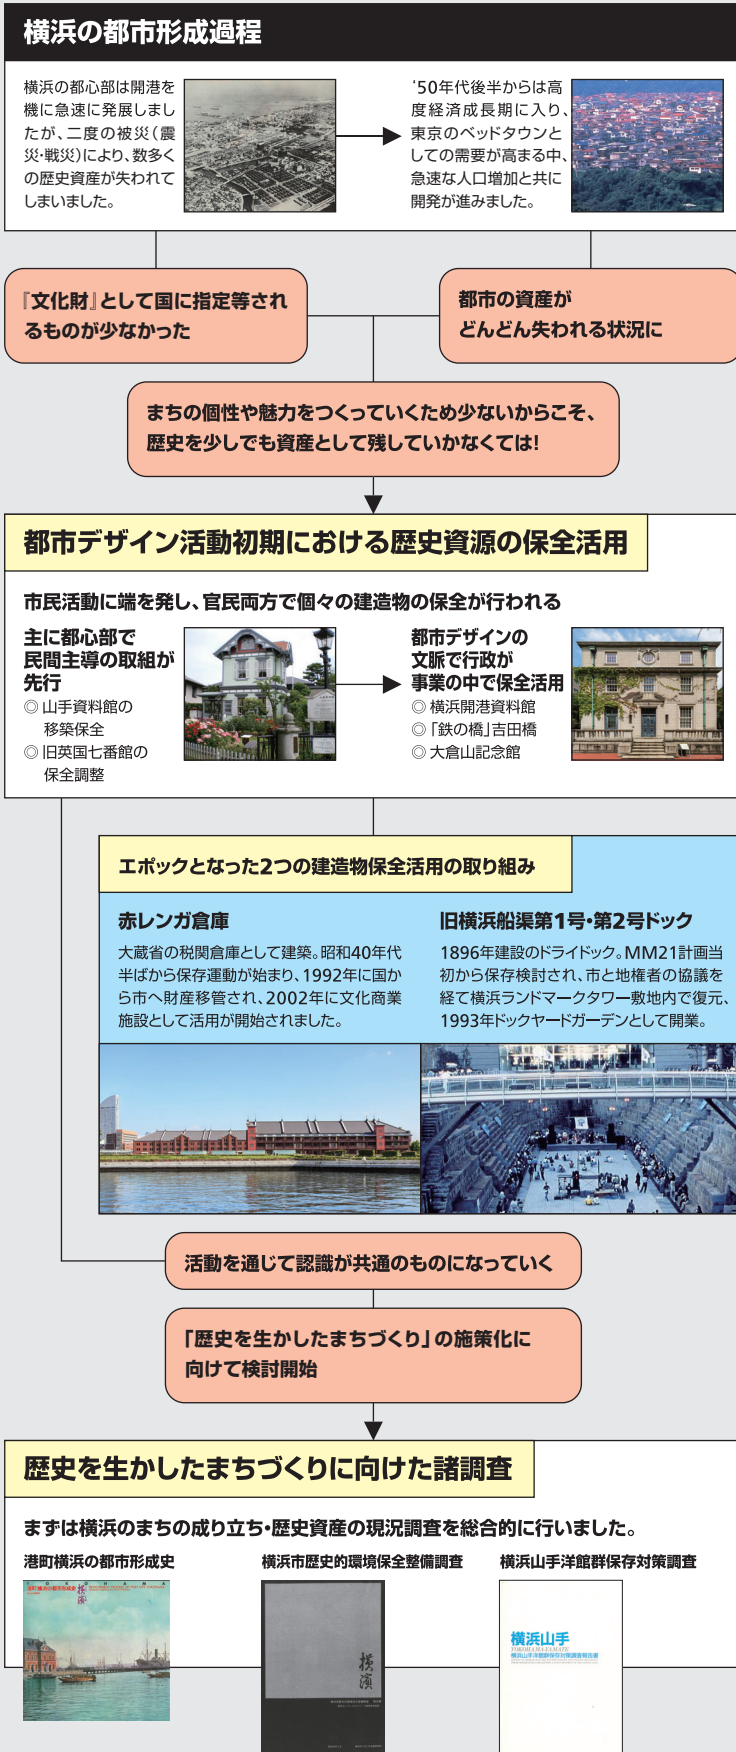 横浜の都市形成過程
横浜の都心部は開港を
機に急速に発展しまし
たが、二度の被災(震
災・戦災)により、数多く
の歴史資産が失われて
しまいました。
'50年代後半からは高
度経済成長期に入り、
東京のベッドタウンと
しての需要が高まる中、
急速な人口増加と共に
開発が進みました。
『文化財』として国に指定等され
るものが少なかった
都市の資産が
どんどん失われる状況に
まちの個性や魅力をつくっていくため少ないからこそ、
歴史を少しでも資産として残していかなくては!
都市デザイン活動初期における歴史資源の保全活用
市民活動に端を発し、官民両方で個々の建造物の保全が行われる
主に都心部で
民間主導の取組が
先行
◎ 山手資料館の
移築保全
◎ 旧英国七番館の
保全調整
都市デザインの
文脈で行政が
事業の中で保全活用
◎ 横浜開港資料館
◎ 「鉄の橋」吉田橋
◎ 大倉山記念館
エポックとなった2つの建造物保全活用の取り組み
赤レンガ倉庫
大蔵省の税関倉庫として建築。昭和40年代
半ばから保存運動が始まり、1992年に国か
ら市へ財産移管され、2002年に文化商業
施設として活用が開始されました。
旧横浜船渠第1号・第2号ドック
1896年建設のドライドック。MM21計画当
初から保存検討され、市と地権者の協議を
経て横浜ランドマークタワー敷地内で復元、
1993年ドックヤードガーデンとして開業。
活動を通じて認識が共通のものになっていく
「歴史を生かしたまちづくり」の施策化に
向けて検討開始
歴史を生かしたまちづくりに向けた諸調査
まずは横浜のまちの成り立ち・歴史資産の現況調査を総合的に行いました。
港町横浜の都市形成史
横浜市歴史的環境保全整備調査
横浜山手洋館群保存対策調査
YOKOHAMA
港町横浜の都市形成史
横濱
横濱
横浜山手
YOKOHAMA-YAMATE
横浜山手洋館群保存対策調査報告書